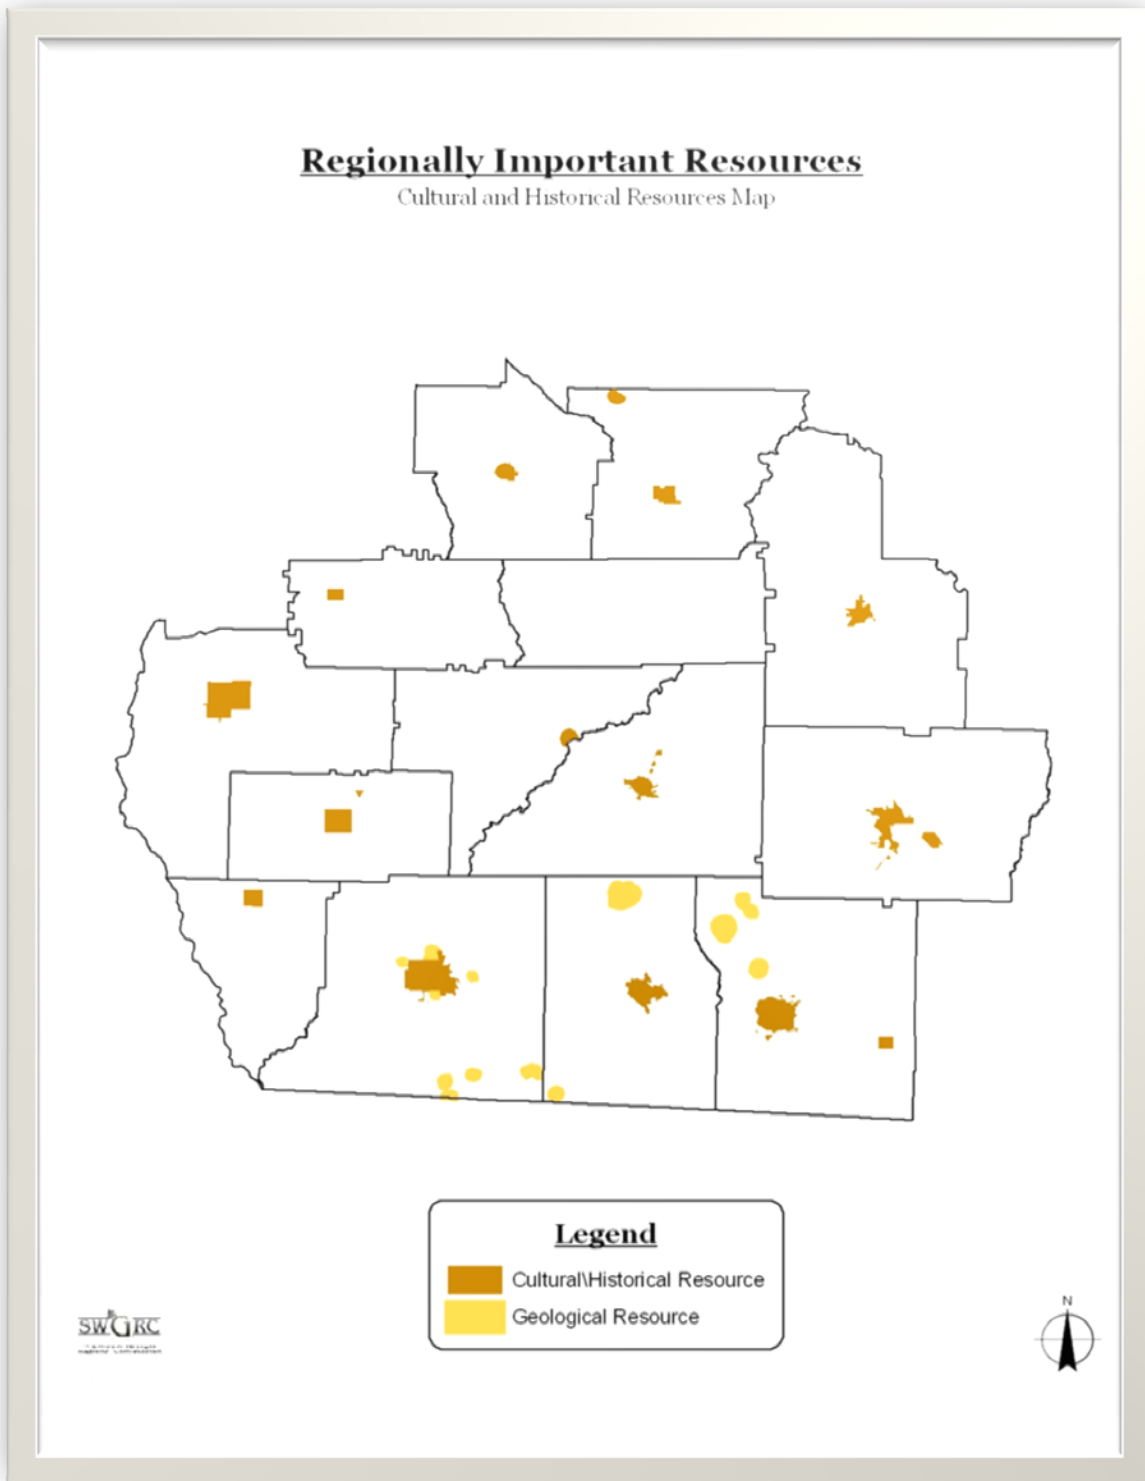 Regionally Important Resources
Cultural and Historical Resources Map
Legend
Cultural\Historical Resource
Geological Resource
SWGRC
N